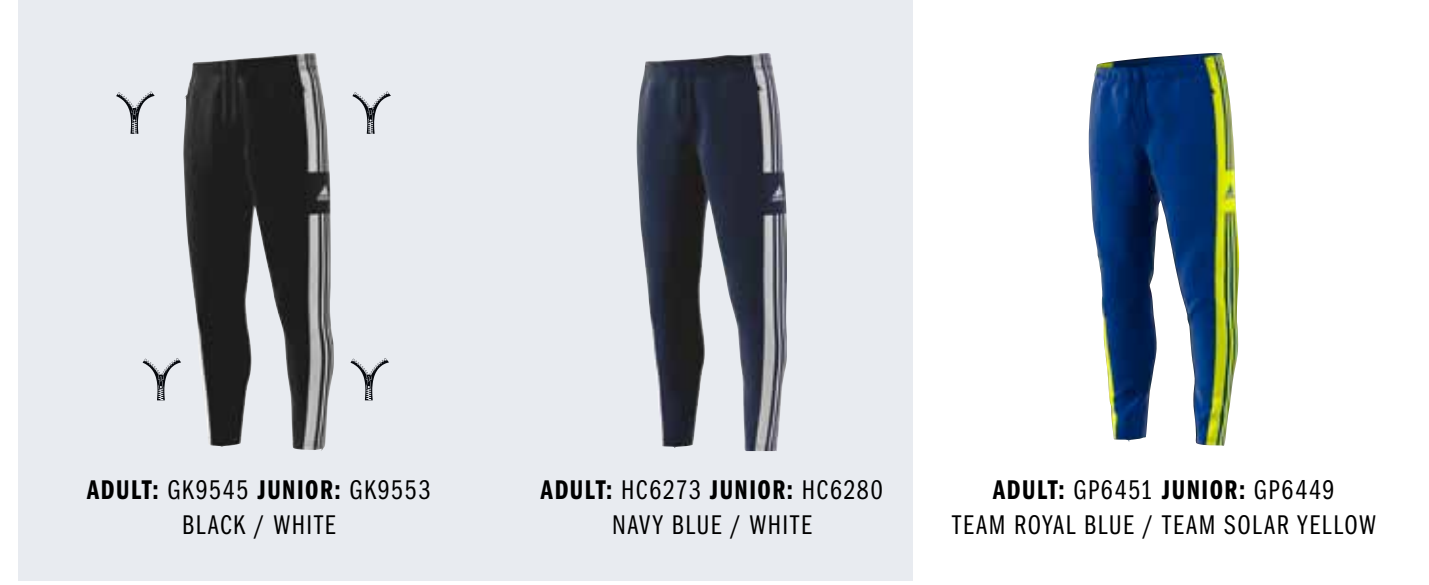 ADULT: GK9545 JUNIOR: GK9553
BLACK / WHITE
ADULT: HC6273 JUNIOR: HC6280
NAVY BLUE / WHITE
ADULT: GP6451 JUNIOR: GP6449
TEAM ROYAL BLUE / TEAM SOLAR YELLOW